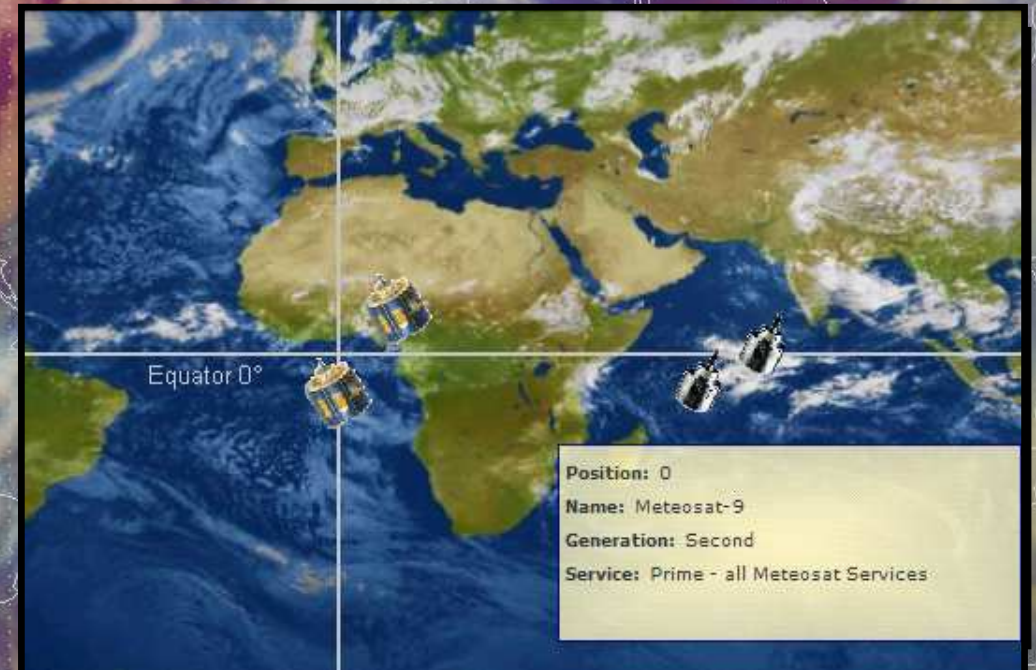 Equator 0°
Position: 0
Name: Meteosat-9
Generation: Second
Service: Prime - all Meteosat Services